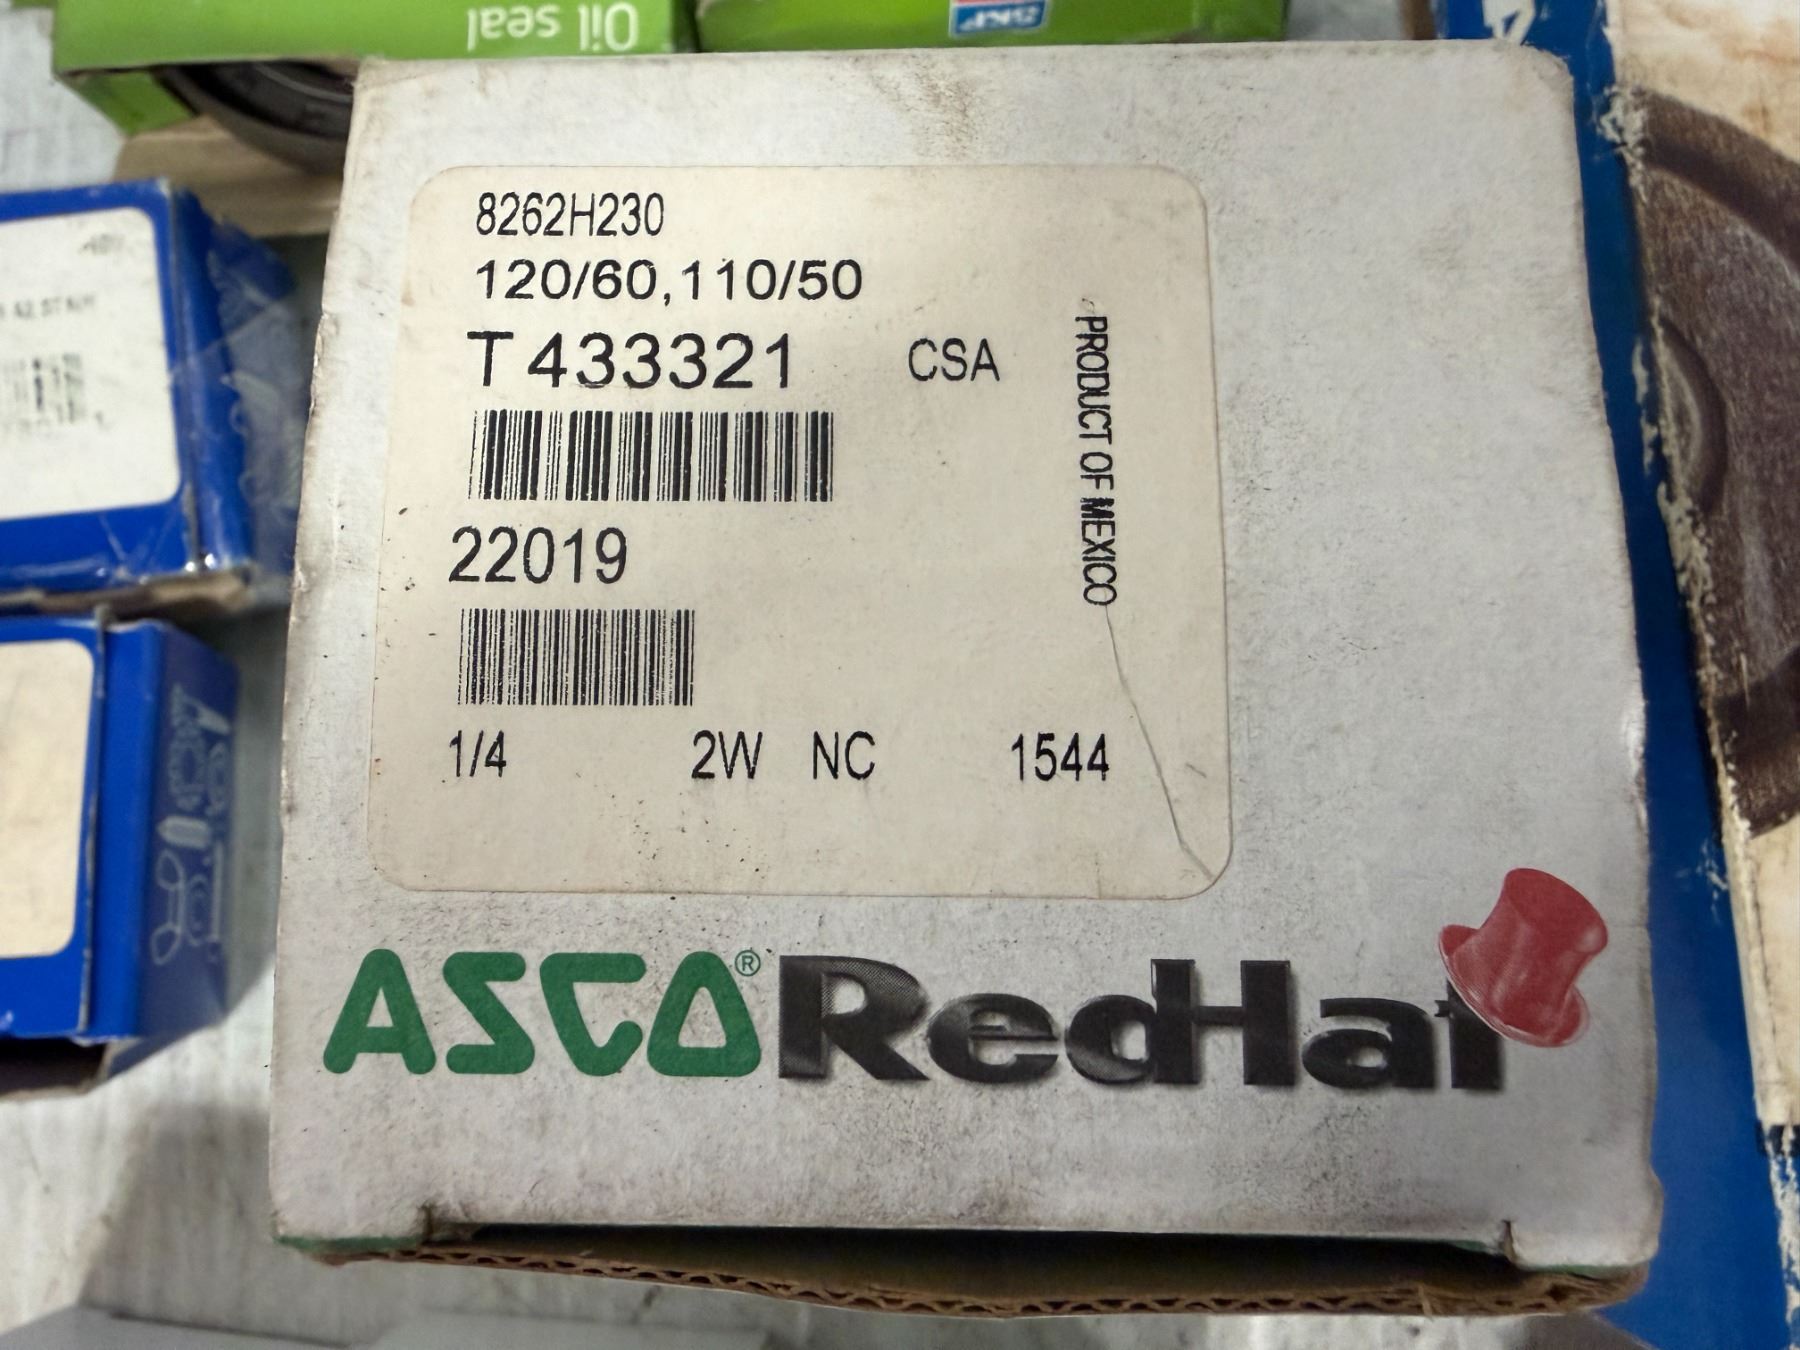 Oil seal
SKF
8262H230
120/60,110/50
T 433321 CSA
PRODUCT OF MEXICO
22019
1/4 2W NC 1544
ASCO® RedHat